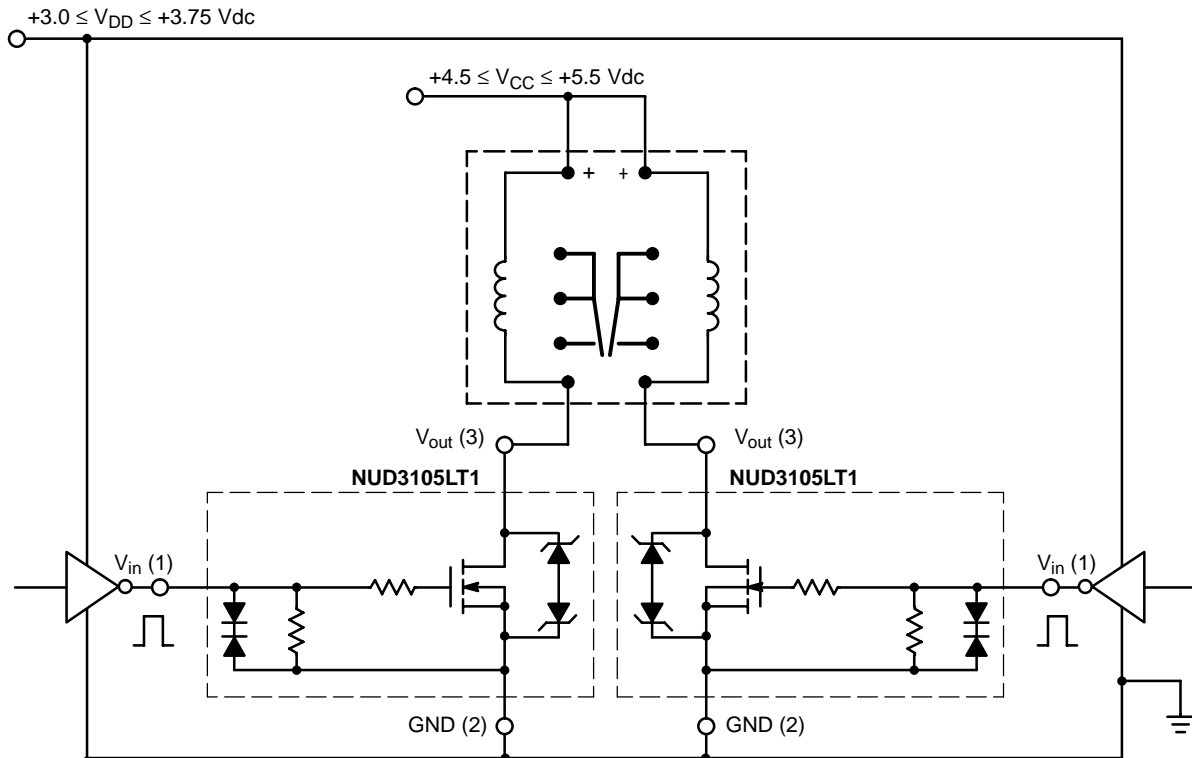 +3.0 ≤ VDD ≤ +3.75 Vdc
+4.5 ≤ VCC ≤ +5.5 Vdc
+ +
Vout (3) Vout (3)
NUD3105LT1 NUD3105LT1
Vin (1) Vin (1)
GND (2) GND (2)